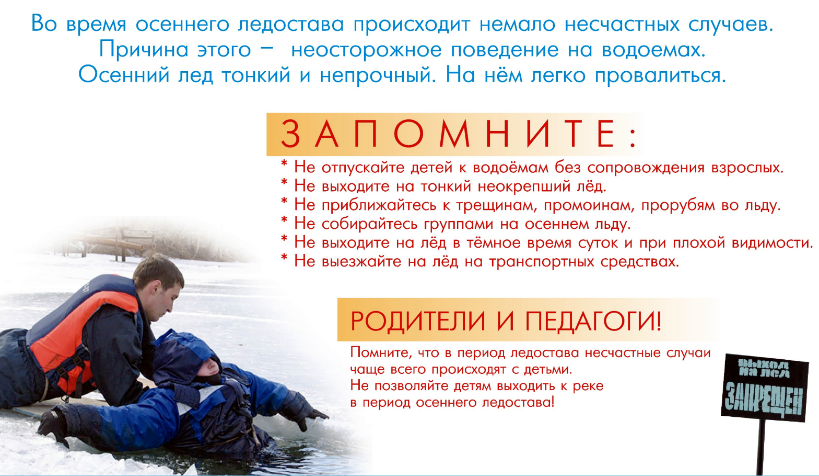 Во время осеннего ледостава происходит немало несчастных случаев.
Причина этого – неосторожное поведение на водоемах.
Осенний лед тонкий и непрочный. На нём легко провалиться.
ЗАПОМНИТЕ:
* Не отпускайте детей к водоёмам без сопровождения взрослых.
* Не выходите на тонкий неокрепший лёд.
* Не приближайтесь к трещинам, промоинам, прорубям во льду.
* Не собирайтесь группами на осеннем льду.
* Не выходите на лёд в тёмное время суток и при плохой видимости.
* Не выезжайте на лёд на транспортных средствах.
РОДИТЕЛИ И ПЕДАГОГИ!
Помните, что в период ледостава несчастные случаи
чаще всего происходят с детьми.
Не позволяйте детям выходить к реке
в период осеннего ледостава!
ВЫХОД
НА ЛЕД
ЗАПРЕЩЕН